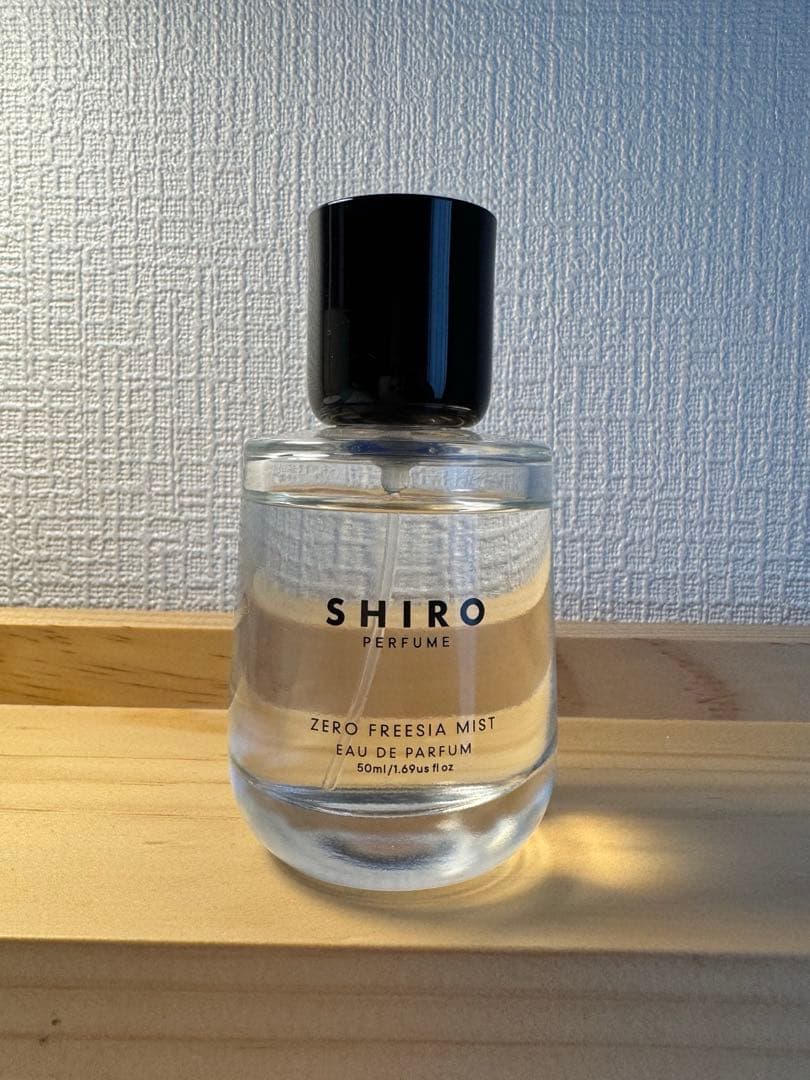 SHIRO
PERFUME
ZERO FREESIA MIST
EAU DE PARFUM
50ml/1.69us fl oz